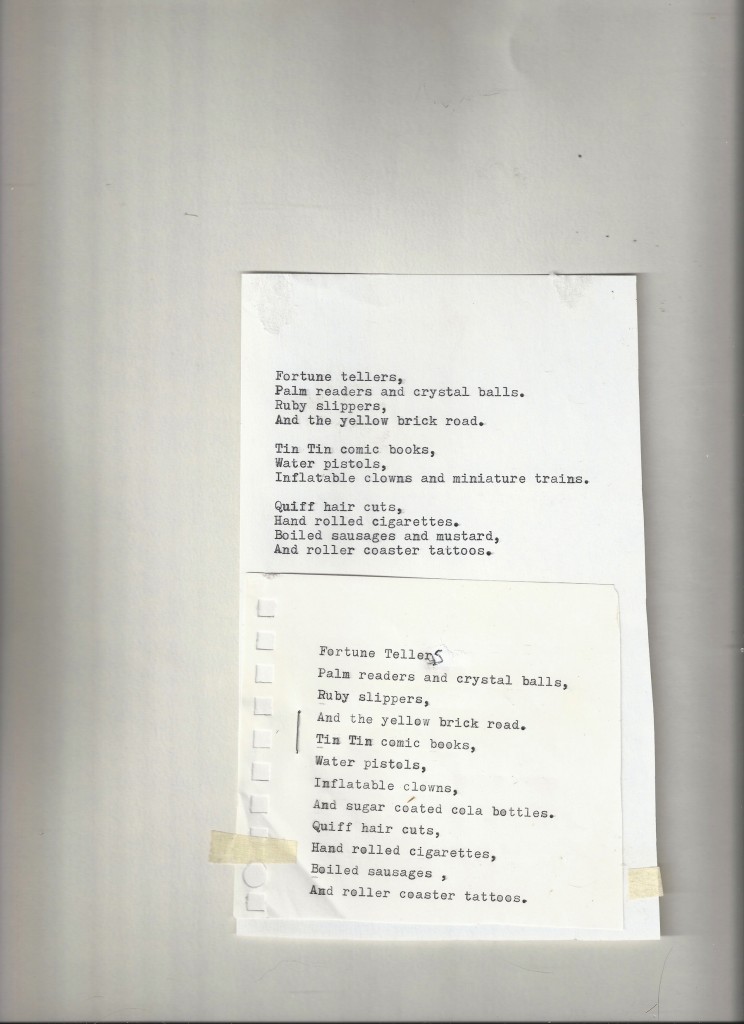 Fortune tellers,
Palm readers and crystal balls.
Ruby slippers,
And the yellow brick road.
Tin Tin comic books,
Water pistols,
Inflatable clowns and miniature trains.
Quiff hair cuts,
Hand rolled cigarettes.
Boiled sausages and mustard,
And roller coaster tattoos.
Fortune Tellers
Palm readers and crystal balls,
Ruby slippers,
And the yellow brick road.
Tin Tin comic books,
Water pistols,
Inflatable clowns,
And sugar coated cola bottles.
Quiff hair cuts,
Hand rolled cigarettes,
Boiled sausages ,
And roller coaster tattoos.